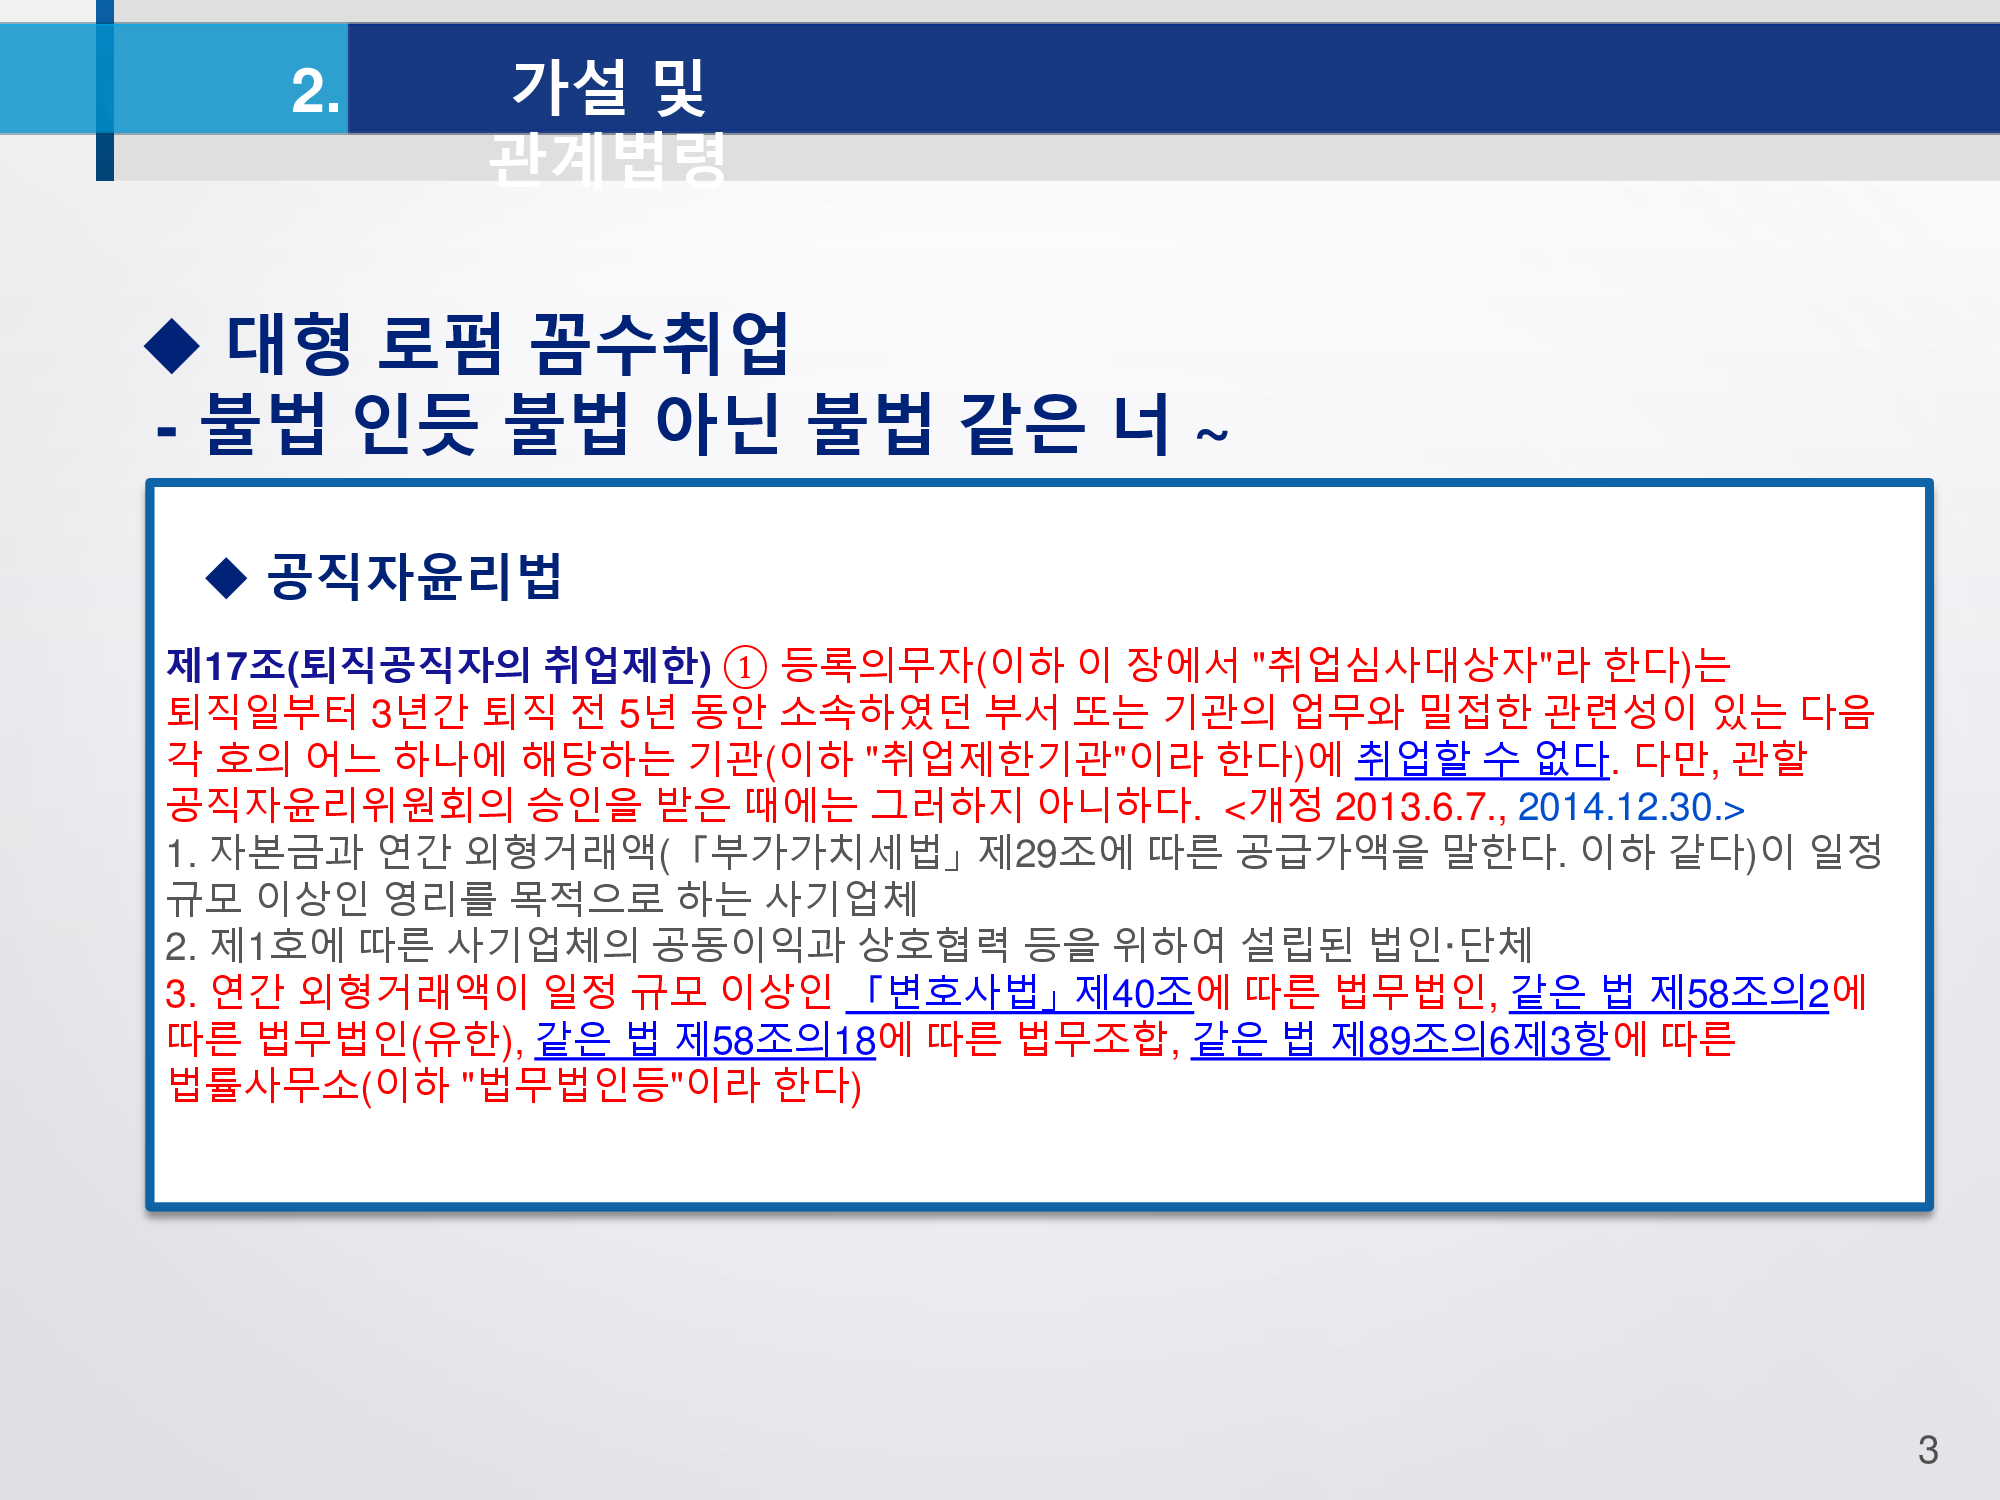 2. 가설 및
관계법령
◆ 대형 로펌 꼼수취업
- 불법 인듯 불법 아닌 불법 같은 너 ~
◆ 공직자윤리법
제17조(퇴직공직자의 취업제한) ① 등록의무자(이하 이 장에서 "취업심사대상자"라 한다)는
퇴직일부터 3년간 퇴직 전 5년 동안 소속하였던 부서 또는 기관의 업무와 밀접한 관련성이 있는 다음
각 호의 어느 하나에 해당하는 기관(이하 "취업제한기관"이라 한다)에 취업할 수 없다. 다만, 관할
공직자윤리위원회의 승인을 받은 때에는 그러하지 아니하다. <개정 2013.6.7., 2014.12.30.>
1. 자본금과 연간 외형거래액(「부가가치세법」제29조에 따른 공급가액을 말한다. 이하 같다)이 일정
규모 이상인 영리를 목적으로 하는 사기업체
2. 제1호에 따른 사기업체의 공동이익과 상호협력 등을 위하여 설립된 법인·단체
3. 연간 외형거래액이 일정 규모 이상인 「변호사법」제40조에 따른 법무법인, 같은 법 제58조의2에
따른 법무법인(유한), 같은 법 제58조의18에 따른 법무조합, 같은 법 제89조의6제3항에 따른
법률사무소(이하 "법무법인등"이라 한다)
3